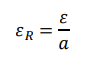 ε_R = ε/a